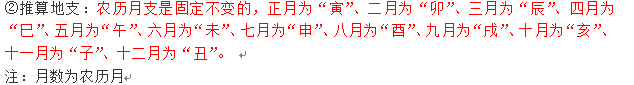 ②推算地支：农历月支是固定不变的，正月为“寅”、二月为“卯”、三月为“辰”、四月为
“巳”、五月为“午”、六月为“未”、七月为“申”、八月为“酉”、九月为“戌”、十月为“亥”、
十一月为“子”、十二月为“丑”。
注：月数为农历月